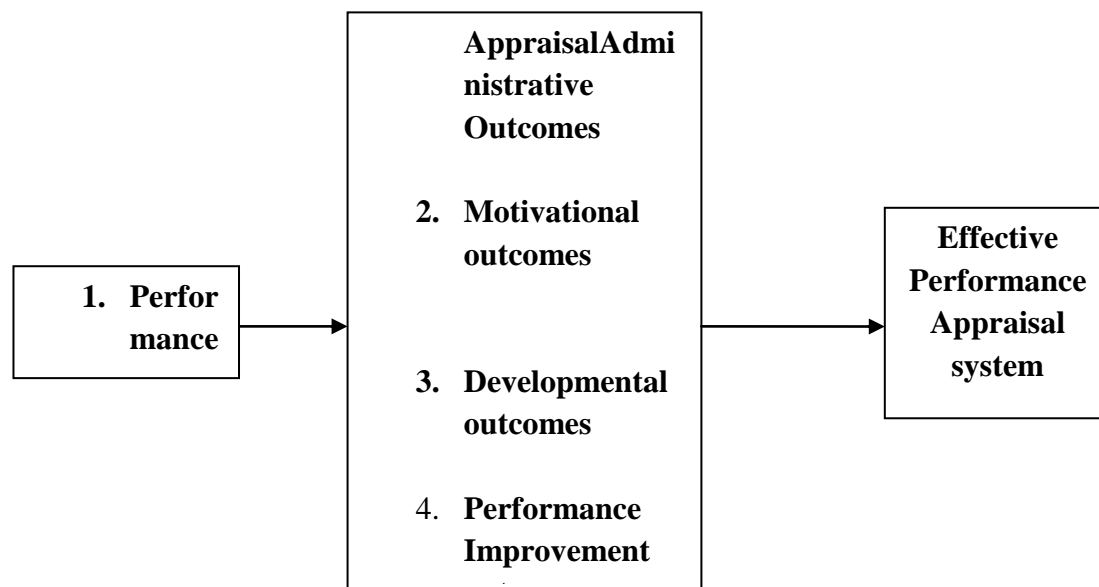 1. Perfor
mance
AppraisalAdmi
nistrative
Outcomes
2. Motivational
outcomes
3. Developmental
outcomes
4. Performance
Improvement
Effective
Performance
Appraisal
system